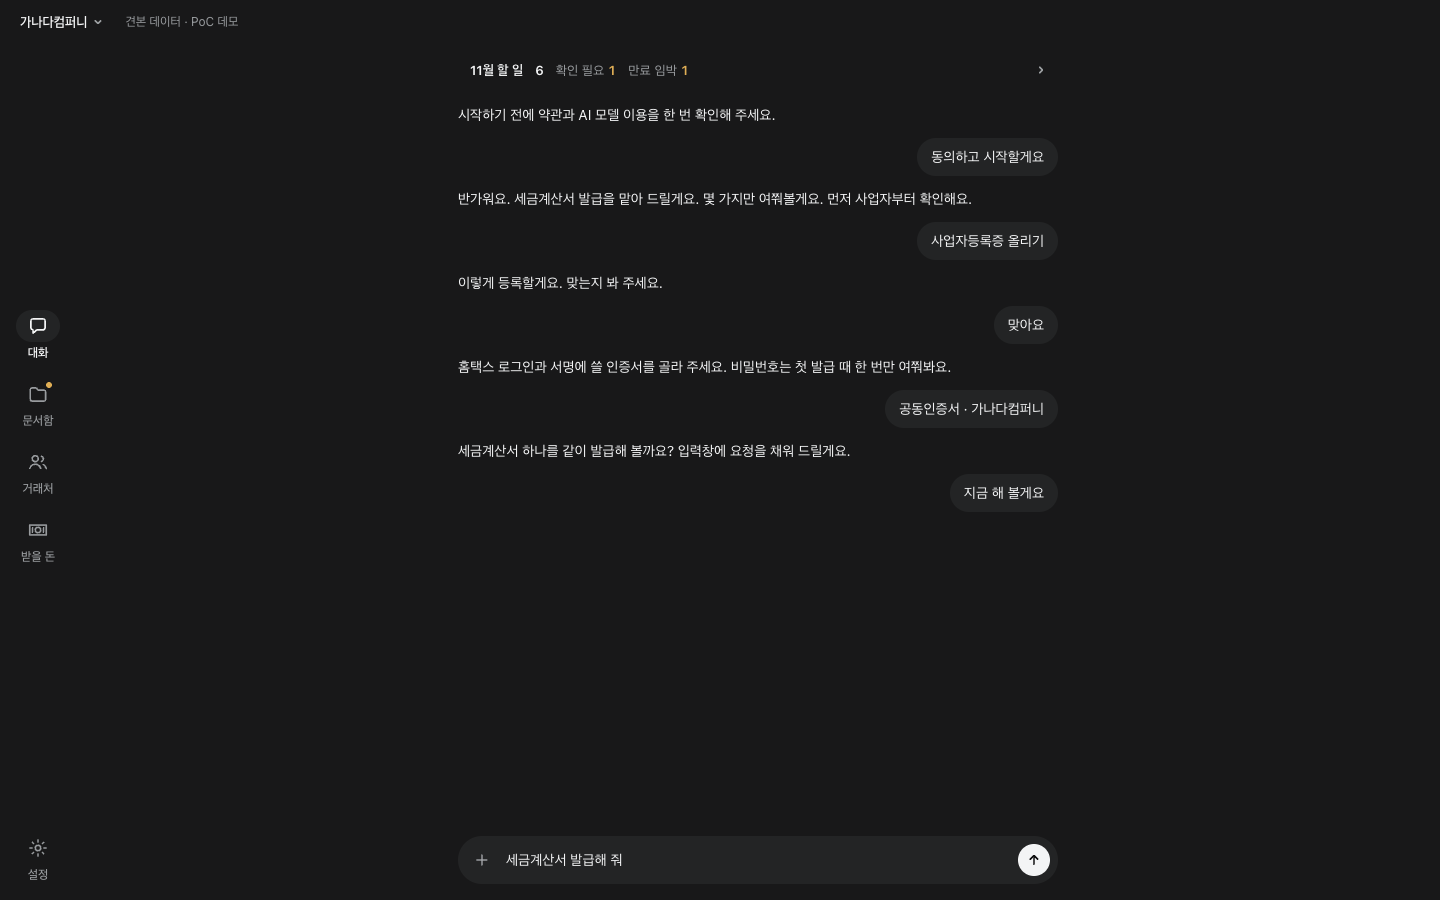 가나다컴퍼니
견본 데이터 · PoC 데모
11월 할 일 6 확인 필요 1 만료 임박 1
시작하기 전에 약관과 AI 모델 이용을 한 번 확인해 주세요.
동의하고 시작할게요
반가워요. 세금계산서 발급을 맡아 드릴게요. 몇 가지만 여쭤볼게요. 먼저 사업자부터 확인해요.
사업자등록증 올리기
이렇게 등록할게요. 맞는지 봐 주세요.
맞아요
홈택스 로그인과 서명에 쓸 인증서를 골라 주세요. 비밀번호는 첫 발급 때 한 번만 여쭤봐요.
공동인증서 · 가나다컴퍼니
세금계산서 하나를 같이 발급해 볼까요? 입력창에 요청을 채워 드릴게요.
지금 해 볼게요
대화
문서함
거래처
받을 돈
설정
세금계산서 발급해 줘